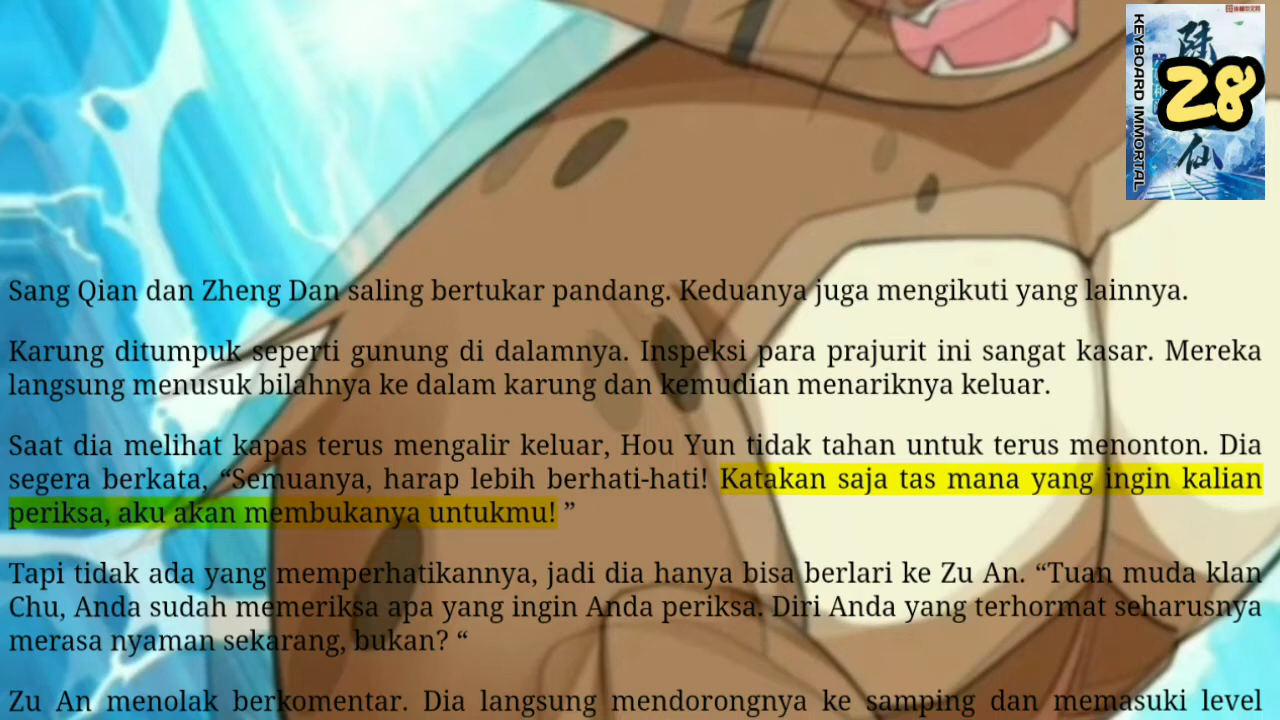 KEYBOARD IMMORTAL
陆
28
仙
Sang Qian dan Zheng Dan saling bertukar pandang. Keduanya juga mengikuti yang lainnya.
Karung ditumpuk seperti gunung di dalamnya. Inspeksi para prajurit ini sangat kasar. Mereka
langsung menusuk bilahnya ke dalam karung dan kemudian menariknya keluar.
Saat dia melihat kapas terus mengalir keluar, Hou Yun tidak tahan untuk terus menonton. Dia
segera berkata, “Semuanya, harap lebih berhati-hati! Katakan saja tas mana yang ingin kalian
periksa, aku akan membukanya untukmu! ”
Tapi tidak ada yang memperhatikannya, jadi dia hanya bisa berlari ke Zu An. “Tuan muda klan
Chu, Anda sudah memeriksa apa yang ingin Anda periksa. Diri Anda yang terhormat seharusnya
merasa nyaman sekarang, bukan? “
Zu An menolak berkomentar. Dia langsung mendorongnya ke samping dan memasuki level